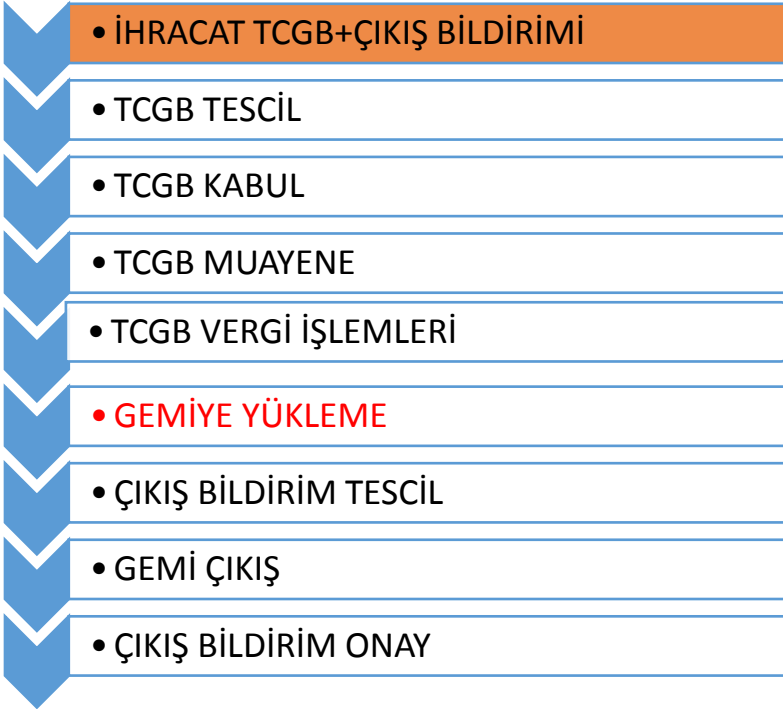 • İHRACAT TCGB+ÇIKIŞ BİLDİRİMİ
• TCGB TESCİL
• TCGB KABUL
• TCGB MUAYENE
• TCGB VERGİ İŞLEMLERİ
• GEMİYE YÜKLEME
• ÇIKIŞ BİLDİRİM TESCİL
• GEMİ ÇIKIŞ
• ÇIKIŞ BİLDİRİM ONAY